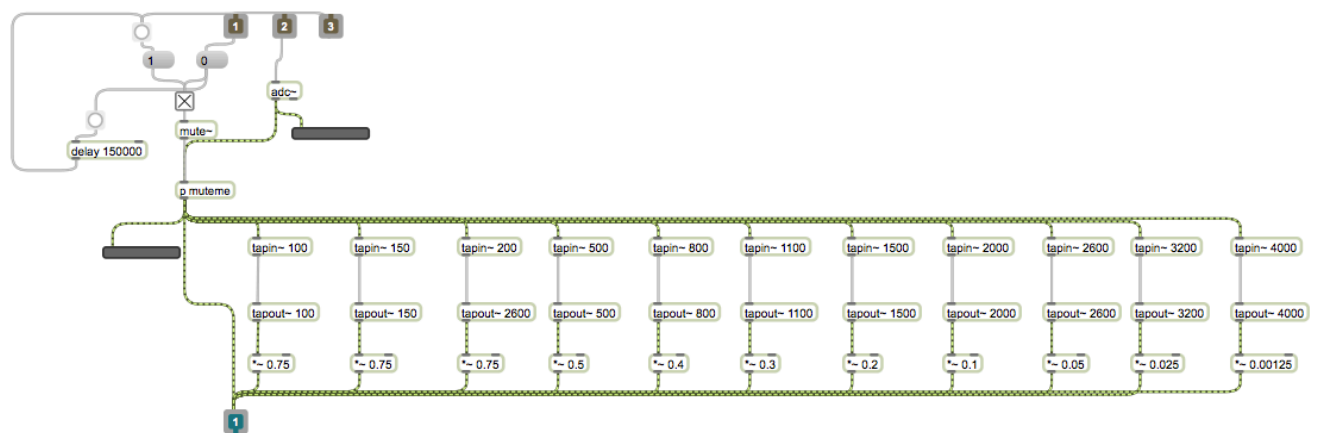 1 2 3
1 0
adc~
mute~
delay 150000
p muteme
tapin~ 100 tapin~ 150 tapin~ 200 tapin~ 500 tapin~ 800 tapin~ 1100 tapin~ 1500 tapin~ 2000 tapin~ 2600 tapin~ 3200 tapin~ 4000
tapout~ 100 tapout~ 150 tapout~ 2600 tapout~ 500 tapout~ 800 tapout~ 1100 tapout~ 1500 tapout~ 2000 tapout~ 2600 tapout~ 3200 tapout~ 4000
*~ 0.75 *~ 0.75 *~ 0.75 *~ 0.5 *~ 0.4 *~ 0.3 *~ 0.2 *~ 0.1 *~ 0.05 *~ 0.025 *~ 0.00125
1